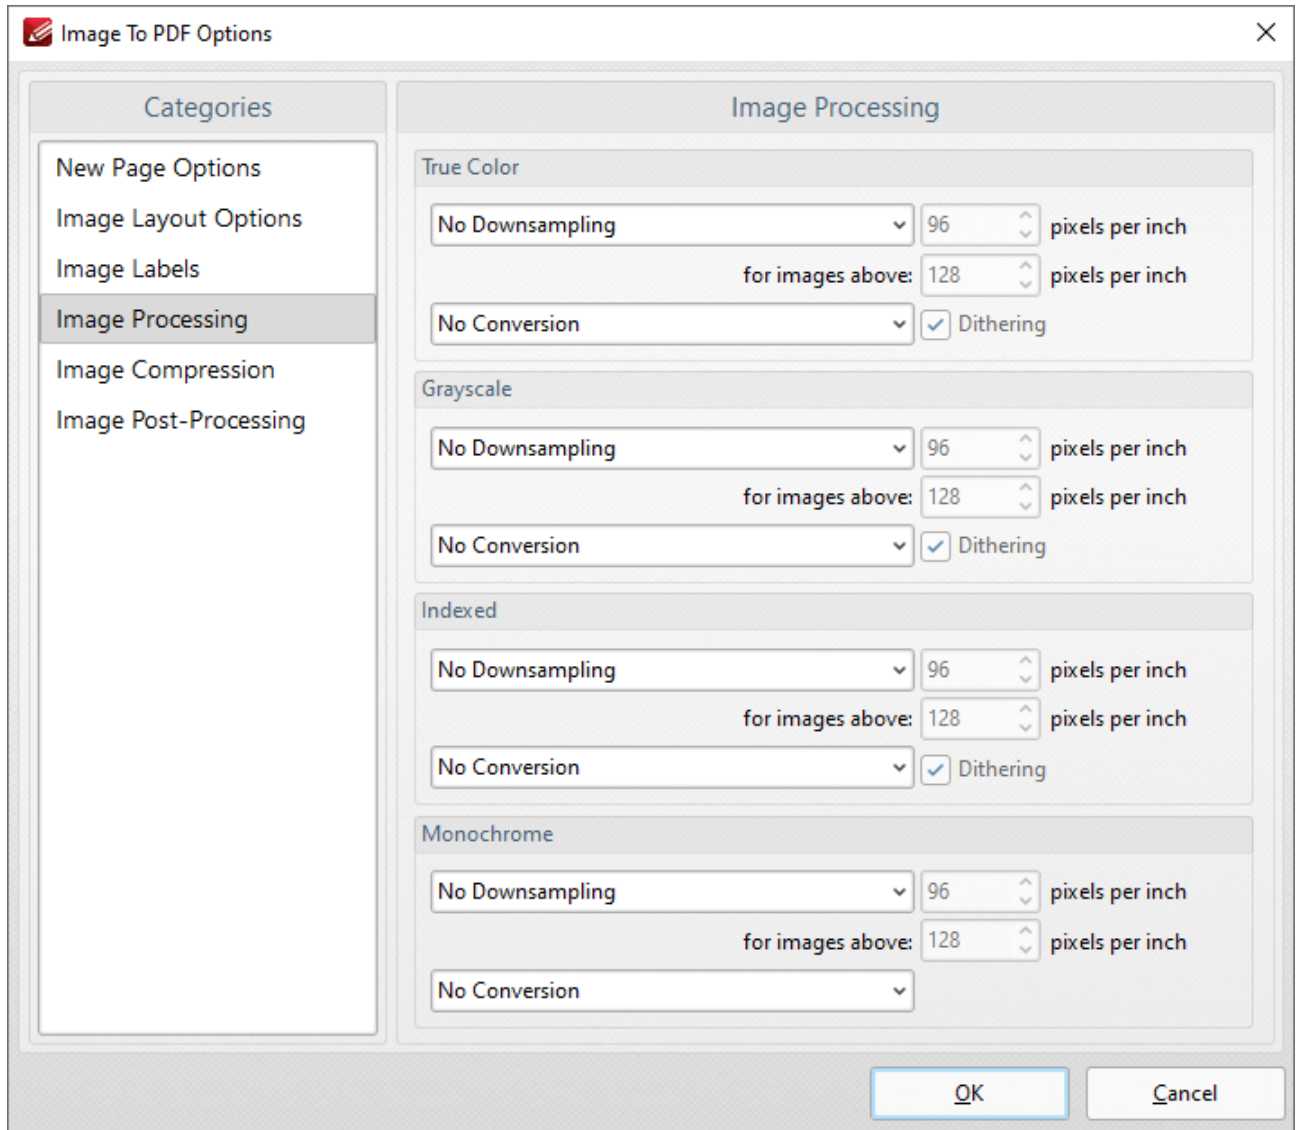 Image To PDF Options
Categories
New Page Options
Image Layout Options
Image Labels
Image Processing
Image Compression
Image Post-Processing
Image Processing
True Color
No Downsampling 96 pixels per inch
for images above: 128 pixels per inch
No Conversion Dithering
Grayscale
No Downsampling 96 pixels per inch
for images above: 128 pixels per inch
No Conversion Dithering
Indexed
No Downsampling 96 pixels per inch
for images above: 128 pixels per inch
No Conversion Dithering
Monochrome
No Downsampling 96 pixels per inch
for images above: 128 pixels per inch
No Conversion
OK Cancel